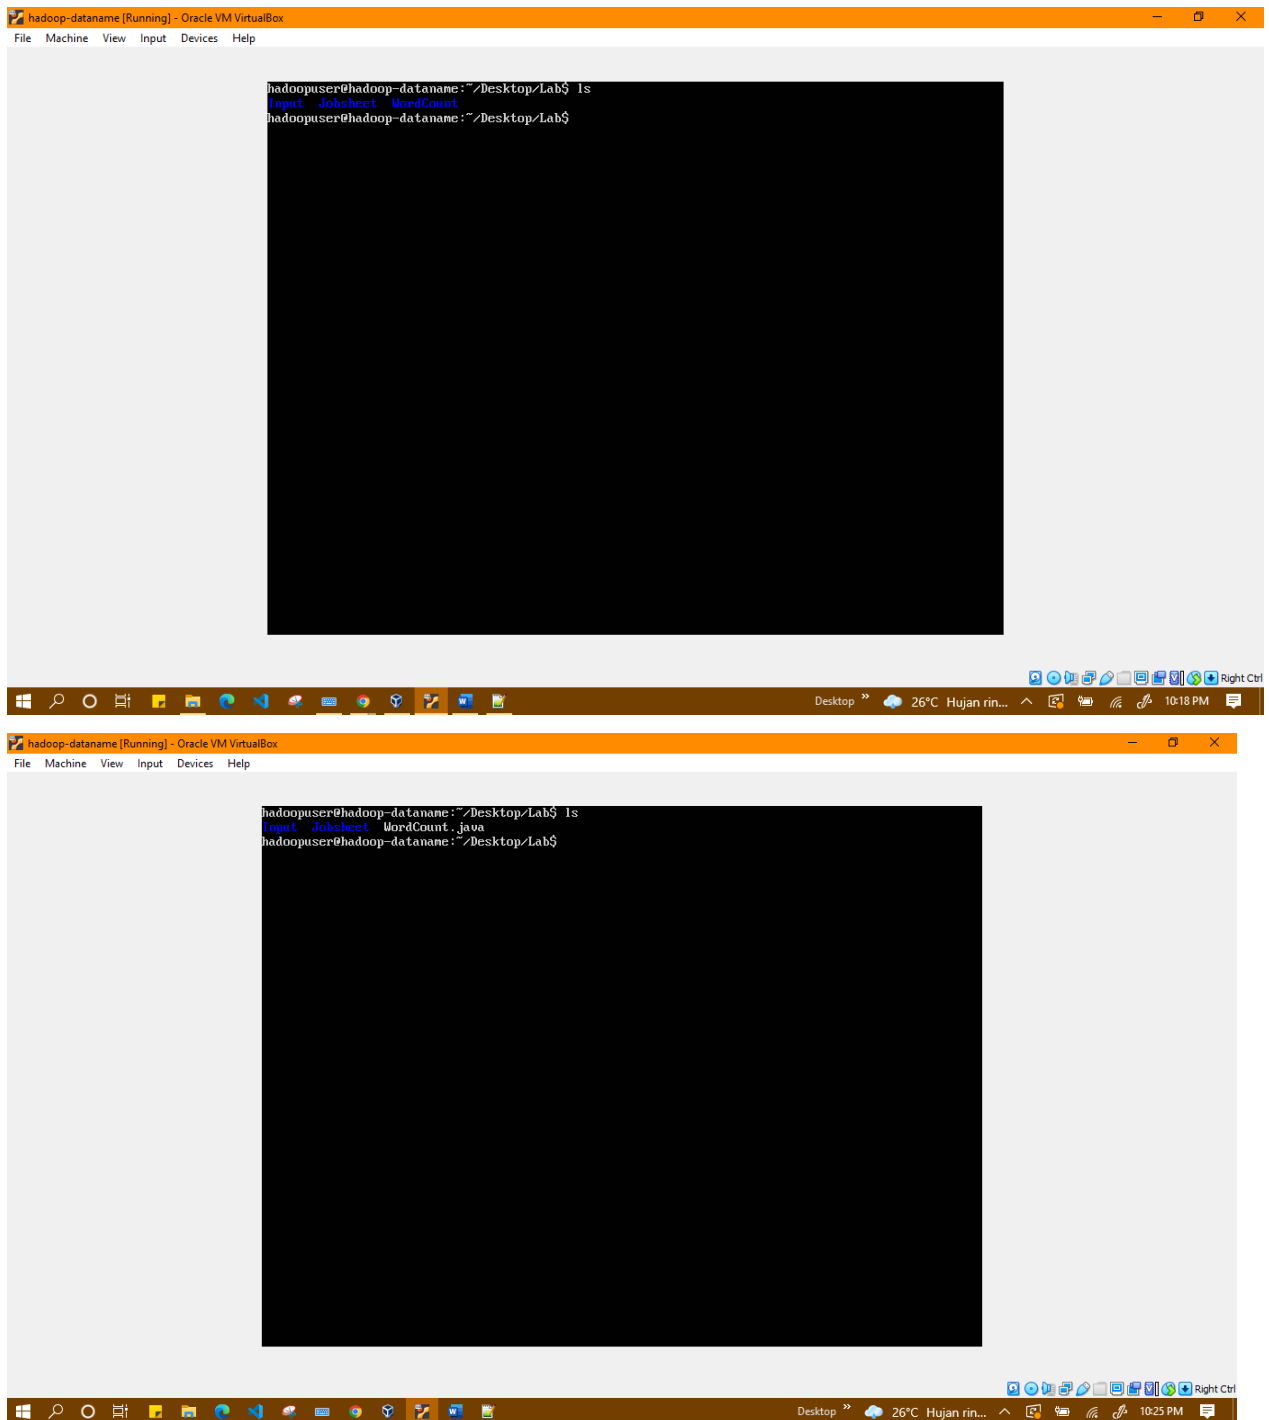 hadoop-dataname [Running] - Oracle VM VirtualBox
File Machine View Input Devices Help
hadoopuser@hadoop-dataname:~/Desktop/Lab$ ls
Input Jobsheet WordCount
hadoopuser@hadoop-dataname:~/Desktop/Lab$
Right Ctrl
Desktop » 26°C Hujan rin... 10:18 PM
hadoop-dataname [Running] - Oracle VM VirtualBox
File Machine View Input Devices Help
hadoopuser@hadoop-dataname:~/Desktop/Lab$ ls
Input Jobsheet WordCount.java
hadoopuser@hadoop-dataname:~/Desktop/Lab$
Right Ctrl
Desktop » 26°C Hujan rin... 10:25 PM